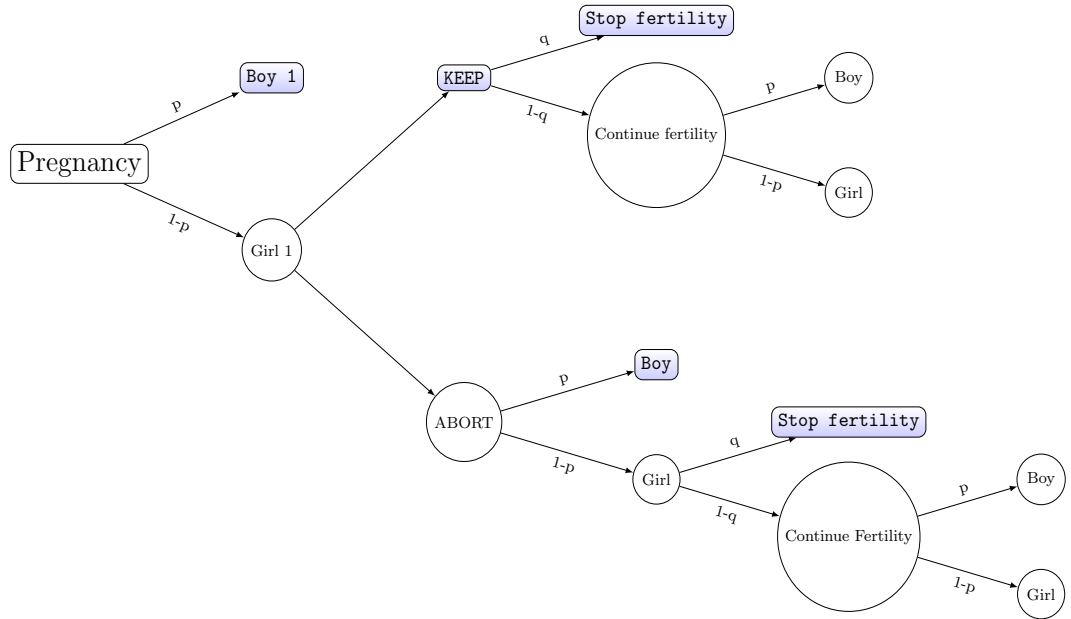 Stop fertility
q
Boy 1
KEEP
Boy
p
p
1-q
Continue fertility
Pregnancy
1-p
Girl
1-p
Girl 1
Boy
p
Stop fertility
ABORT
q
1-p
Girl
Boy
p
1-q
Continue Fertility
1-p
Girl